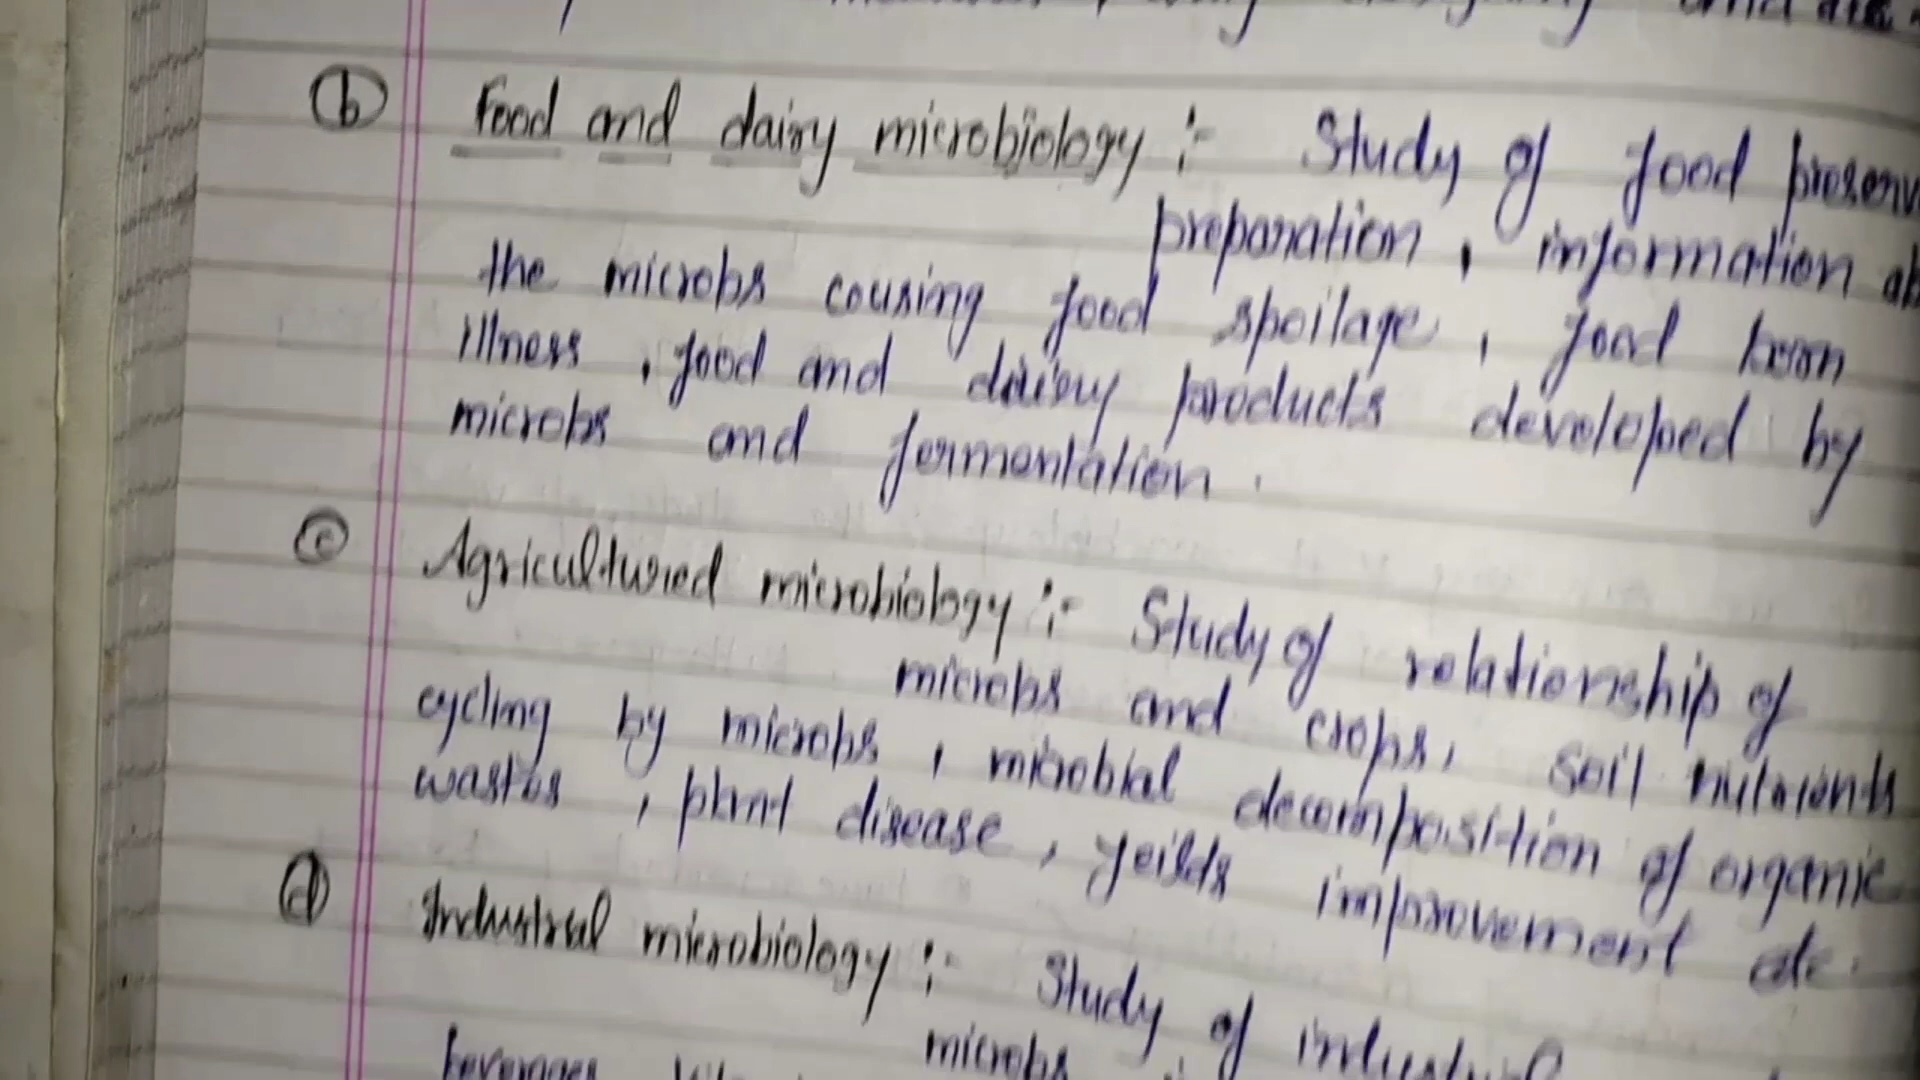 and
(b) Food and dairy microbiology :- Study of food preserv
preparation , information ab
the microbs cousing food spoilage , food born
illness , food and dairy products developed by
microbs and fermentation .
(c) Agricultured microbiology :- Study of relationship of
microbs and crops, soil nutrients
cycling by microbs , microbial decomposition of organic
wastes , plant disease , yeilds improvement etc.
(d) Industrial microbiology :- Study of industrial
microbs
beverages